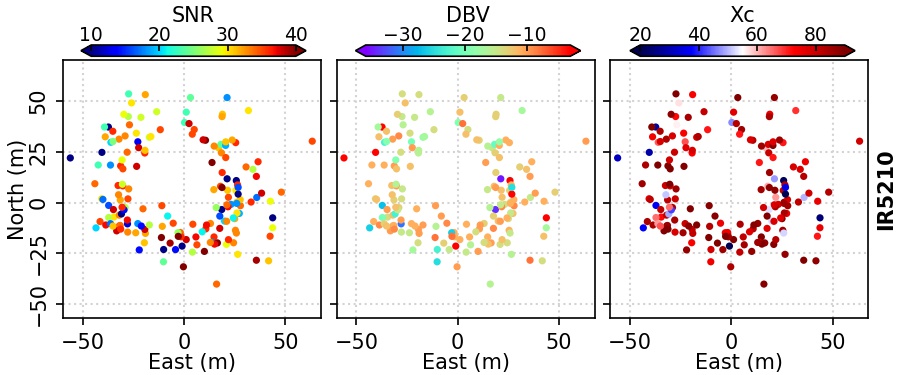 SNR DBV Xc
10 20 30 40 −30 −20 −10 20 40 60 80
50
25
0
−25
−50
North (m)
−50 0 50 −50 0 50 −50 0 50
East (m) East (m) East (m)
IR5210